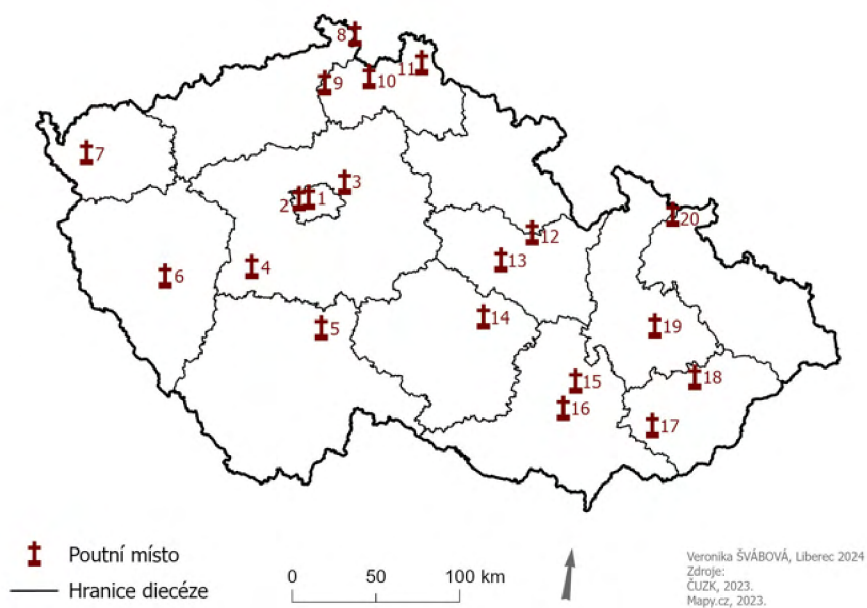 8
11
9
10
7
3
2
1
20
12
13
6
4
14
5
19
15
18
16
17
Poutní místo
Hranice diecéze
0 50 100 km
Veronika ŠVÁBOVÁ, Liberec 2024
Zdroje:
ČUZK, 2023.
Mapy.cz, 2023.